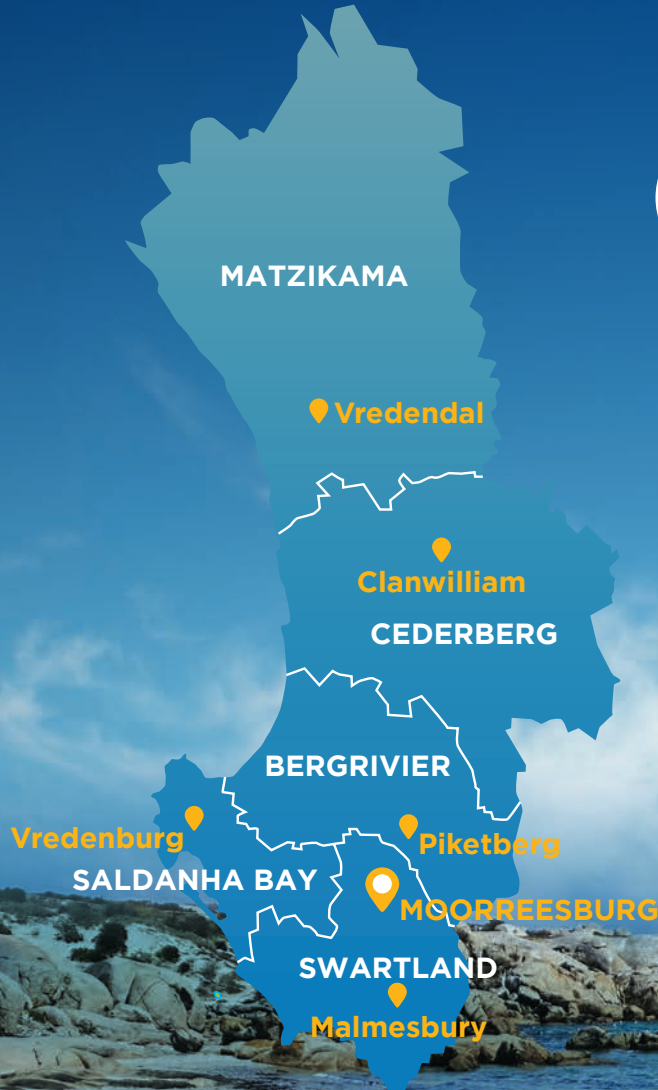 MATZIKAMA
Vredendal
Clanwilliam
CEDERBERG
BERGRIVIER
Vredenburg
Piketberg
SALDANHA BAY
MOORREESBURG
SWARTLAND
Malmesbury